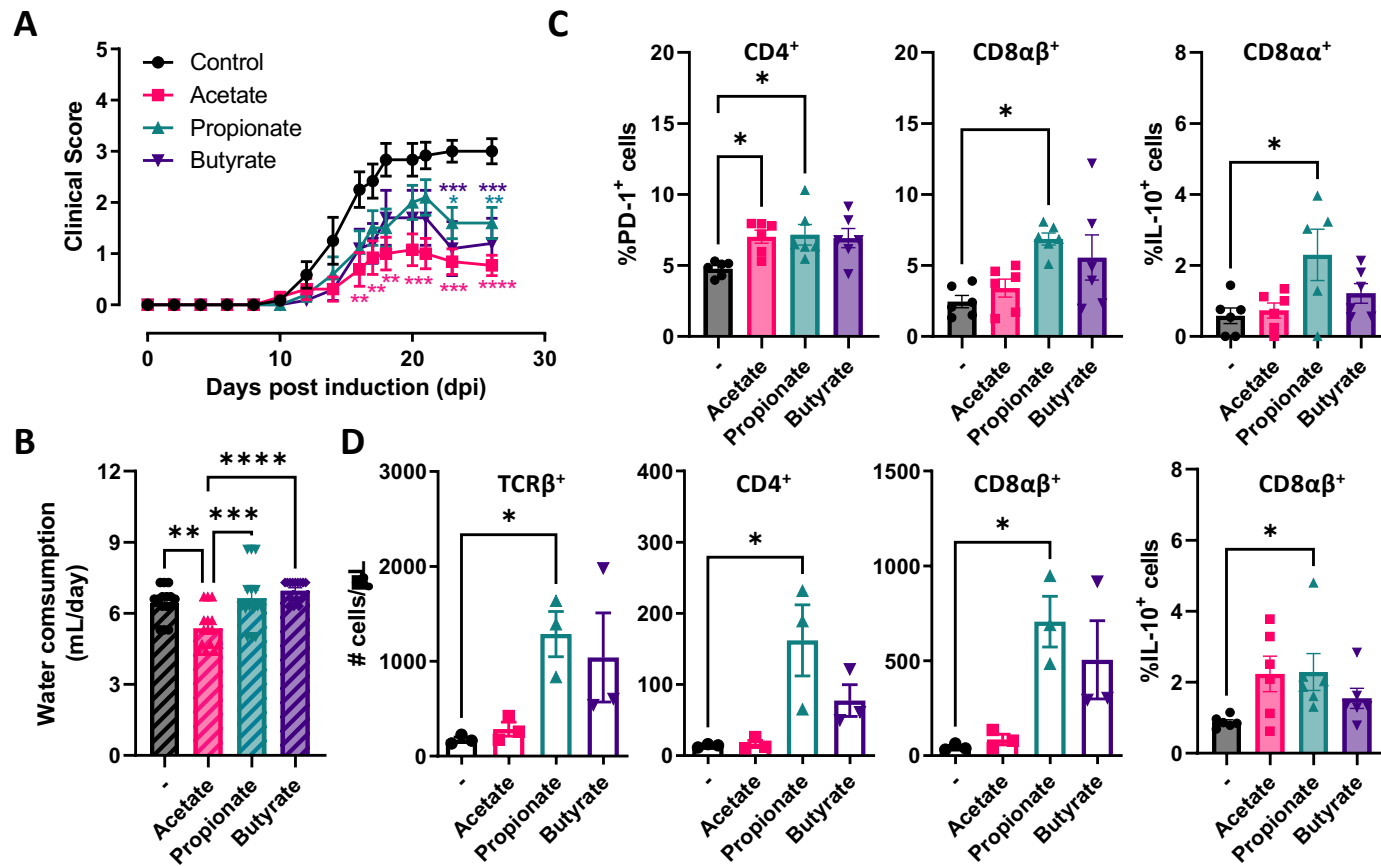 A
Control
Acetate
Propionate
Butyrate
Clinical Score
5
4
3
2
1
0
*** ***
* **
** ** ** *** *** ****
0 10 20 30
Days post induction (dpi)
B
Water comsumption
(mL/day)
12
9
6
3
0
****
** ***
-
Acetate
Propionate
Butyrate
C
CD4⁺
%PD-1⁺ cells
20
15
10
5
0
*
*
-
Acetate
Propionate
Butyrate
CD8αβ⁺
20
15
10
5
0
*
-
Acetate
Propionate
Butyrate
CD8αα⁺
%IL-10⁺ cells
8
6
4
2
0
*
-
Acetate
Propionate
Butyrate
D
TCRβ⁺
# cells/
3000
2000
1000
0
*
-
Acetate
Propionate
Butyrate
CD4⁺
400
300
200
100
0
*
-
Acetate
Propionate
Butyrate
CD8αβ⁺
1500
1000
500
0
*
-
Acetate
Propionate
Butyrate
CD8αβ⁺
%IL-10⁺ cells
8
6
4
2
0
*
-
Acetate
Propionate
Butyrate